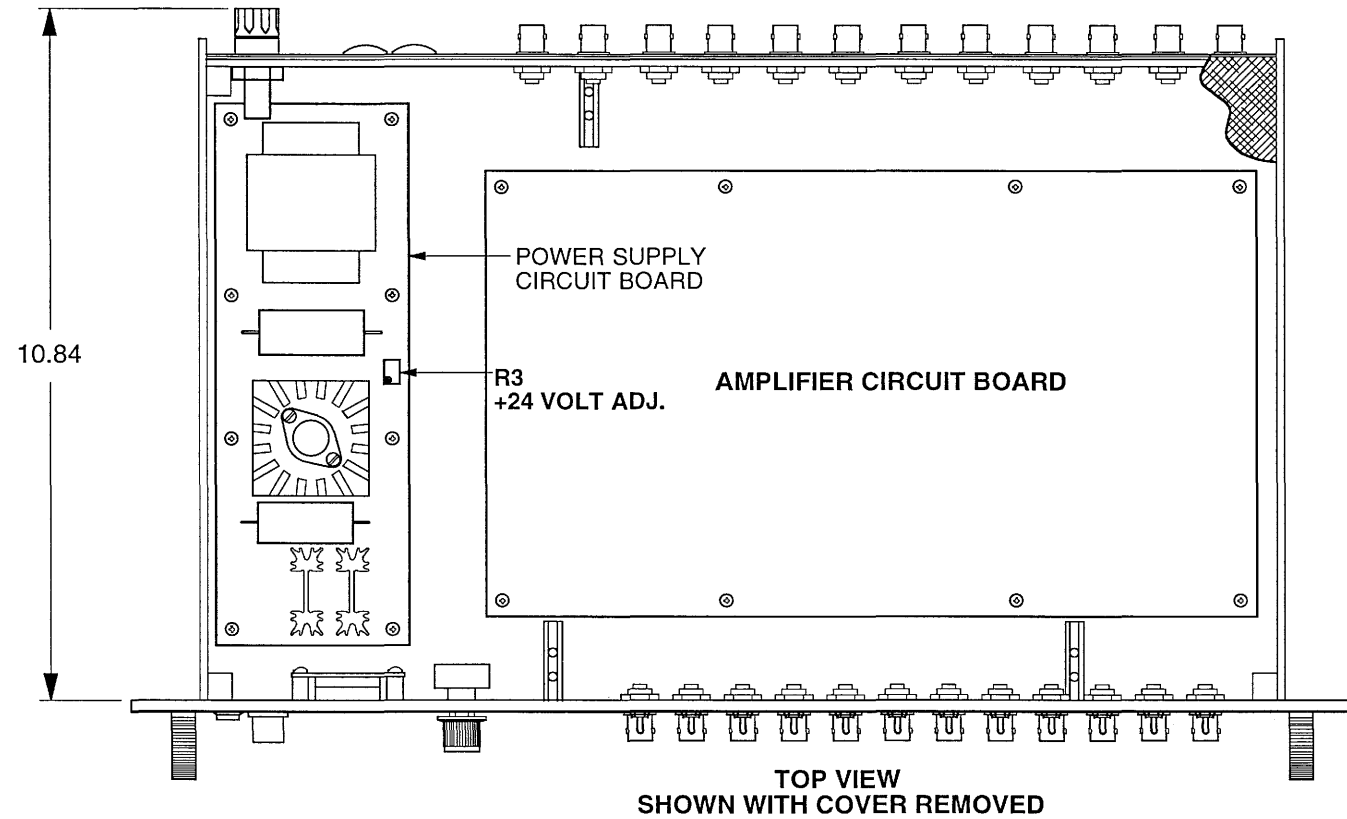 POWER SUPPLY
CIRCUIT BOARD
10.84
R3
+24 VOLT ADJ.
AMPLIFIER CIRCUIT BOARD
TOP VIEW
SHOWN WITH COVER REMOVED